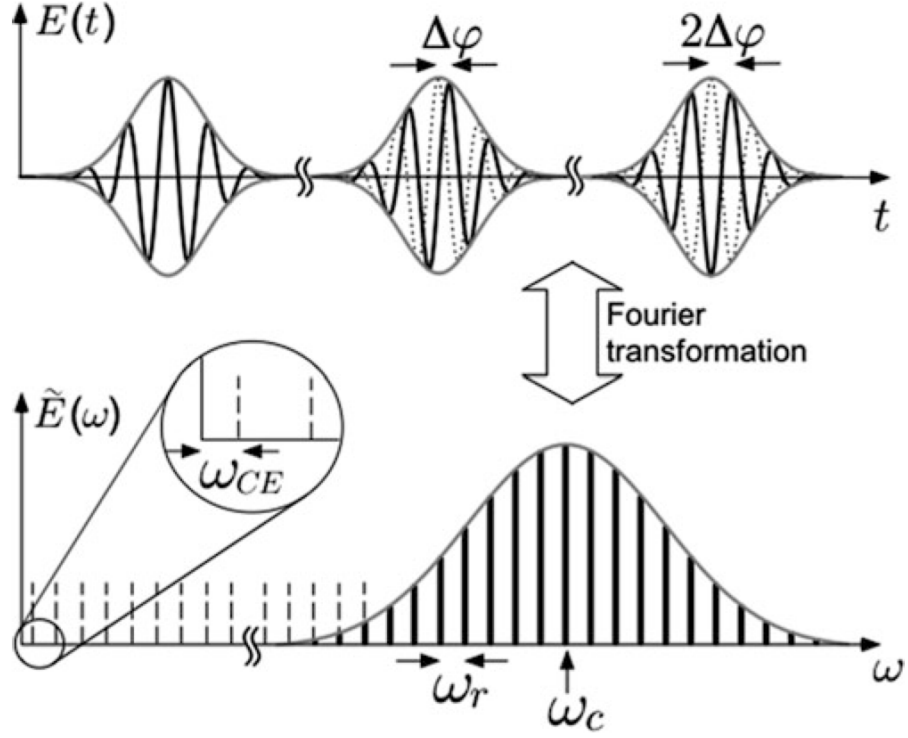 E(t)
Δφ
2Δφ
t
Fourier
transformation
Ẽ(ω)
ω_CE
ω_r
ω_c
ω